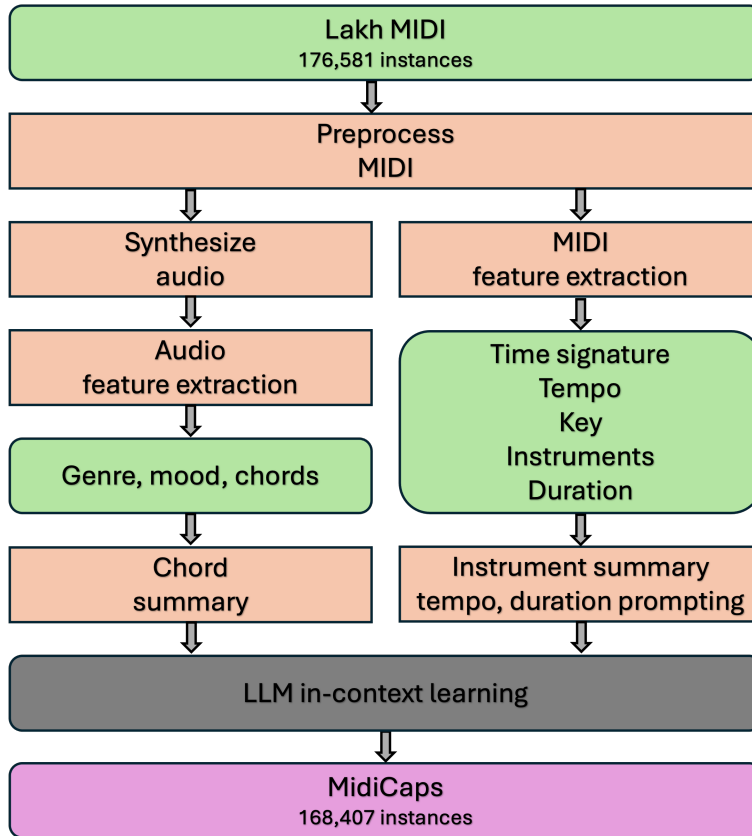 Lakh MIDI
176,581 instances
Preprocess
MIDI
Synthesize
audio
Audio
feature extraction
Genre, mood, chords
Chord
summary
MIDI
feature extraction
Time signature
Tempo
Key
Instruments
Duration
Instrument summary
tempo, duration prompting
LLM in-context learning
MidiCaps
168,407 instances